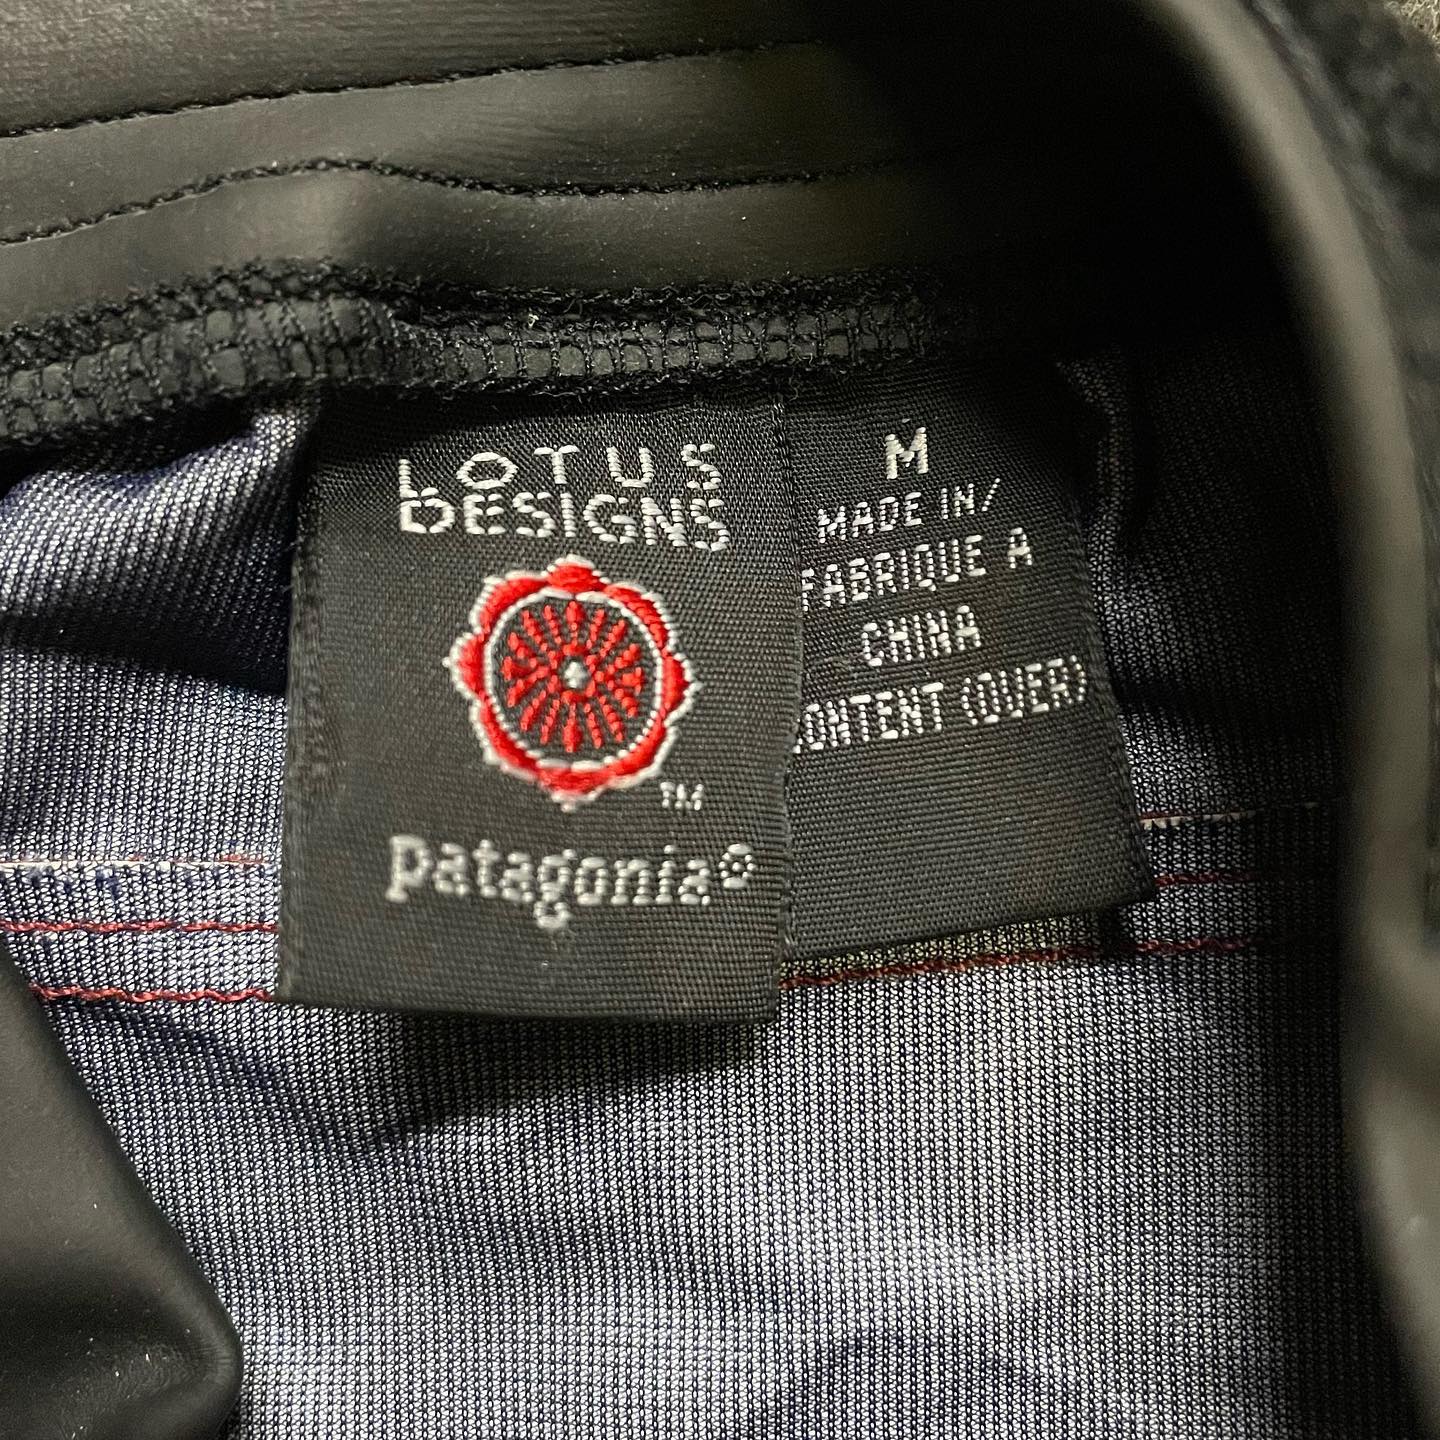 LOTUS
DESIGNS
TM
patagonia®
M
MADE IN/
FABRIQUE A
CHINA
CONTENT (OVER)